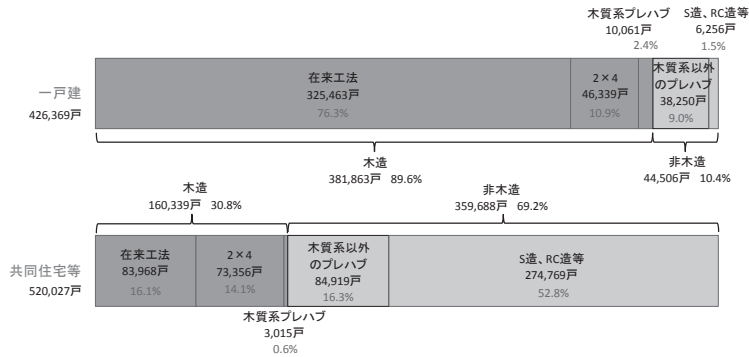 木質系プレハブ
10,061戸
2.4%
S造、RC造等
6,256戸
1.5%
一戸建
426,369戸
在来工法
325,463戸
76.3%
2×4
46,339戸
10.9%
木質系以外
のプレハブ
38,250戸
9.0%
木造
381,863戸 89.6%
非木造
44,506戸 10.4%
木造
160,339戸 30.8%
非木造
359,688戸 69.2%
共同住宅等
520,027戸
在来工法
83,968戸
16.1%
2×4
73,356戸
14.1%
木質系以外
のプレハブ
84,919戸
16.3%
S造、RC造等
274,769戸
52.8%
木質系プレハブ
3,015戸
0.6%